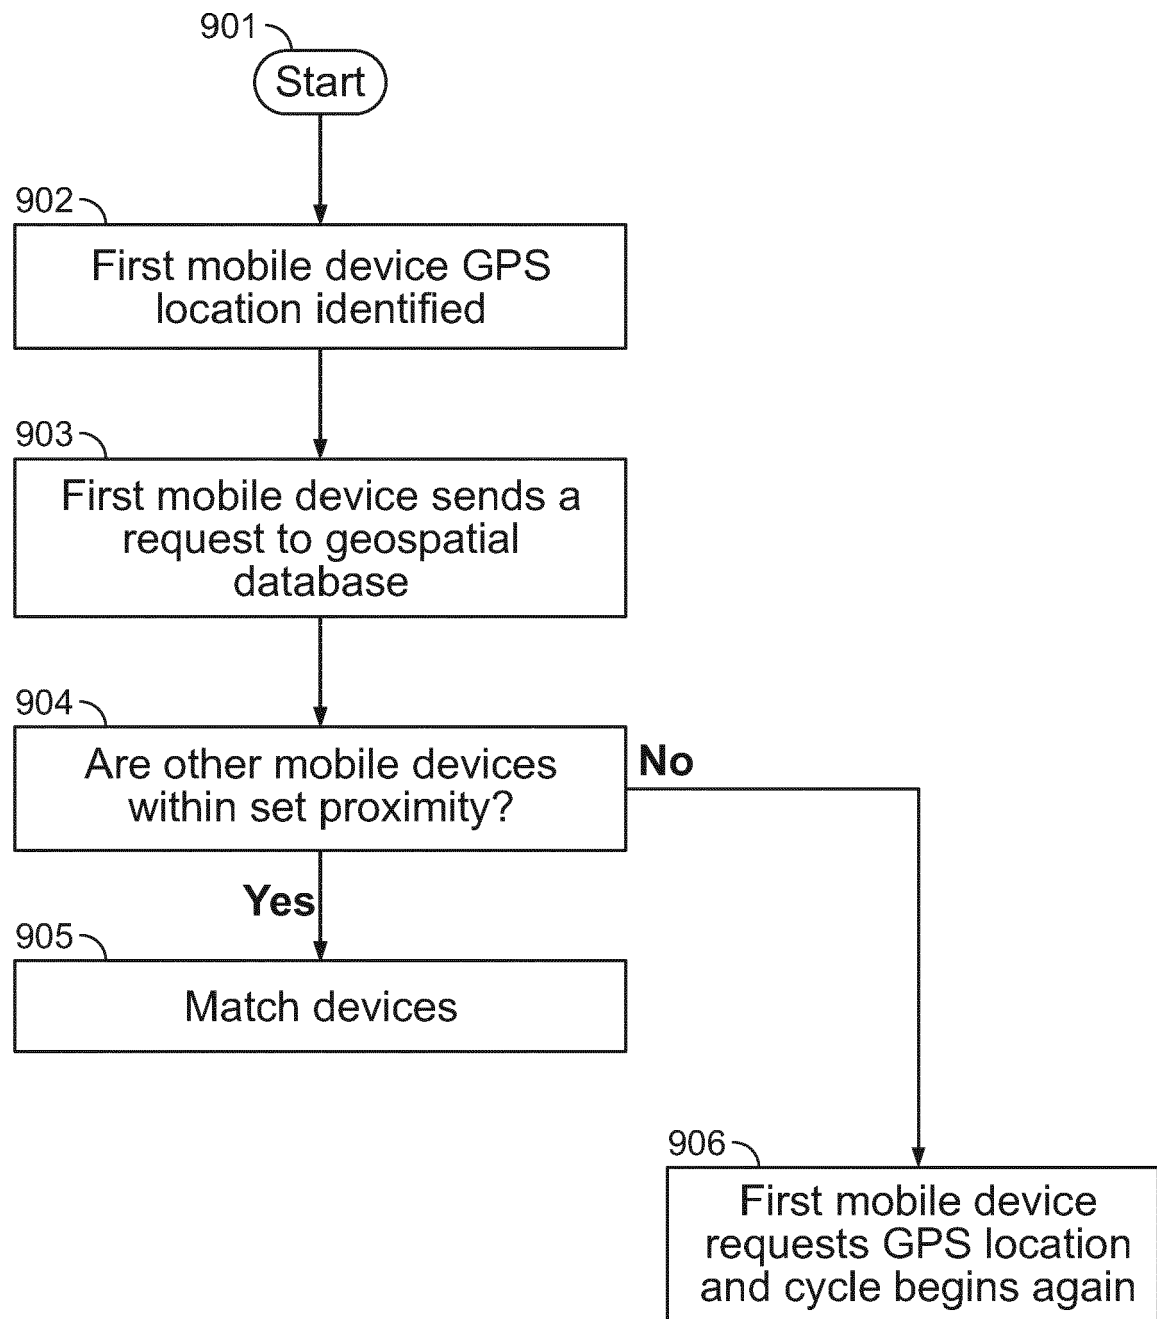 901
Start
902
First mobile device GPS
location identified
903
First mobile device sends a
request to geospatial
database
904
Are other mobile devices
within set proximity?
No
Yes
905
Match devices
906
First mobile device
requests GPS location
and cycle begins again